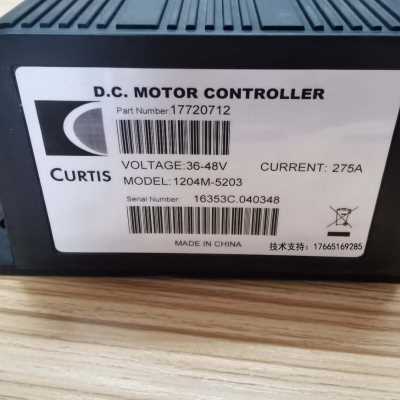 D.C. MOTOR CONTROLLER
Part Number:17720712
VOLTAGE:36-48V CURRENT: 275A
CURTIS MODEL:1204M-5203
Serial Number: 16353C.040348
MADE IN CHINA
技术支持：17665169285